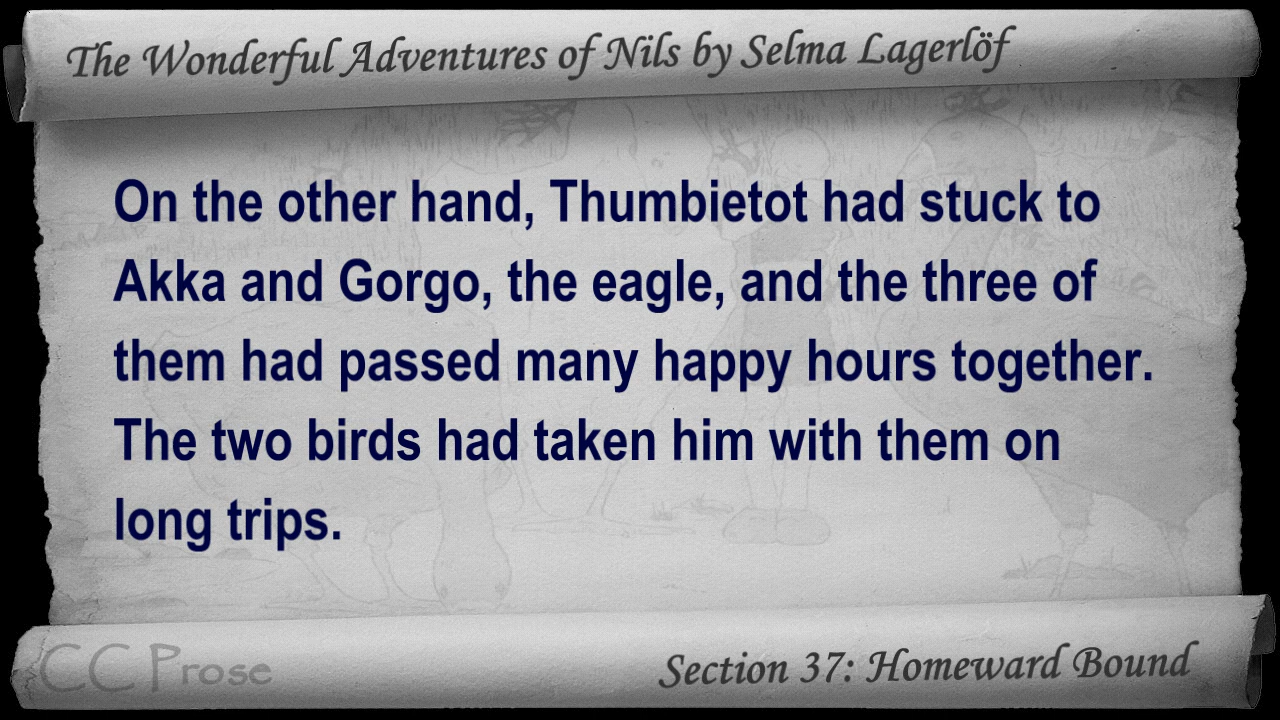 The Wonderful Adventures of Nils by Selma Lagerlöf
On the other hand, Thumbietot had stuck to
Akka and Gorgo, the eagle, and the three of
them had passed many happy hours together.
The two birds had taken him with them on
long trips.
CC Prose
Section 37: Homeward Bound